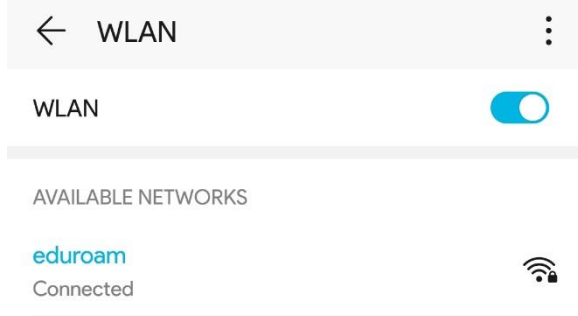 WLAN
WLAN
AVAILABLE NETWORKS
eduroam
Connected